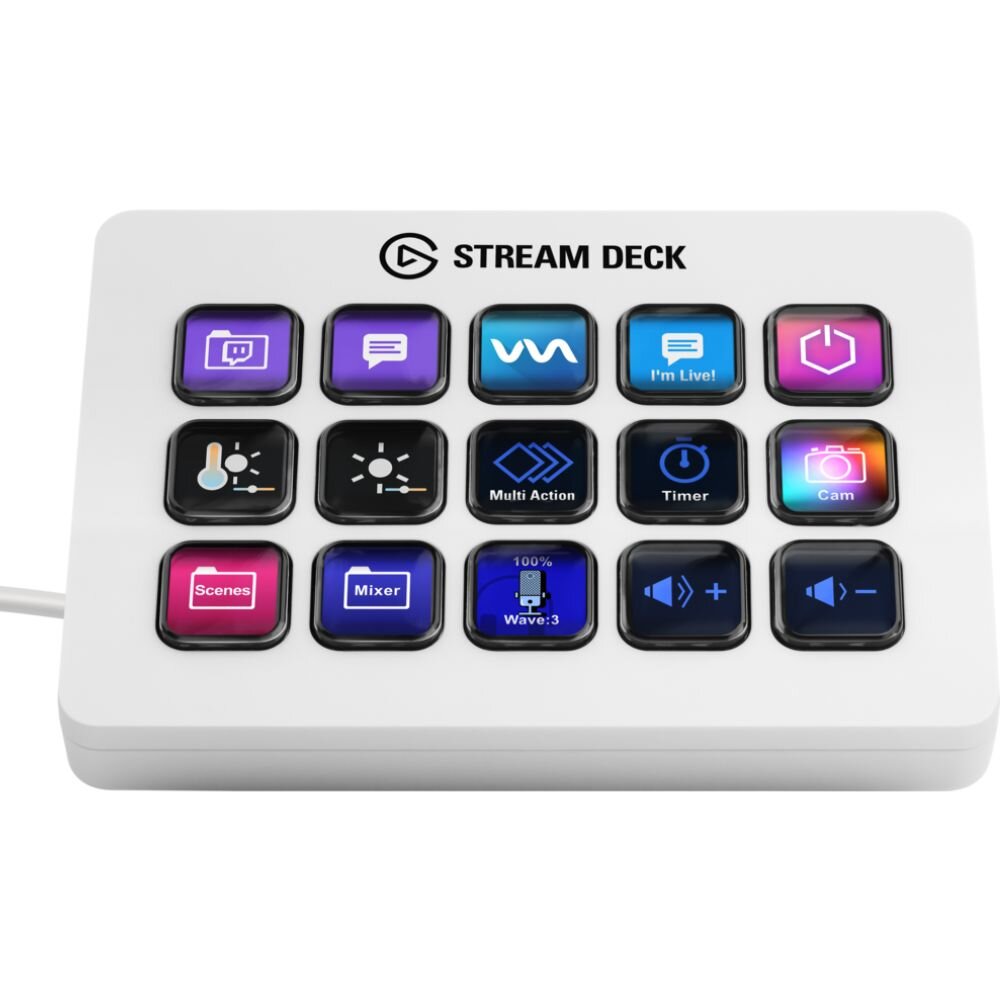 STREAM DECK
I'm Live!
Multi Action
Timer
Cam
Scenes
Mixer
100%
Wave:3